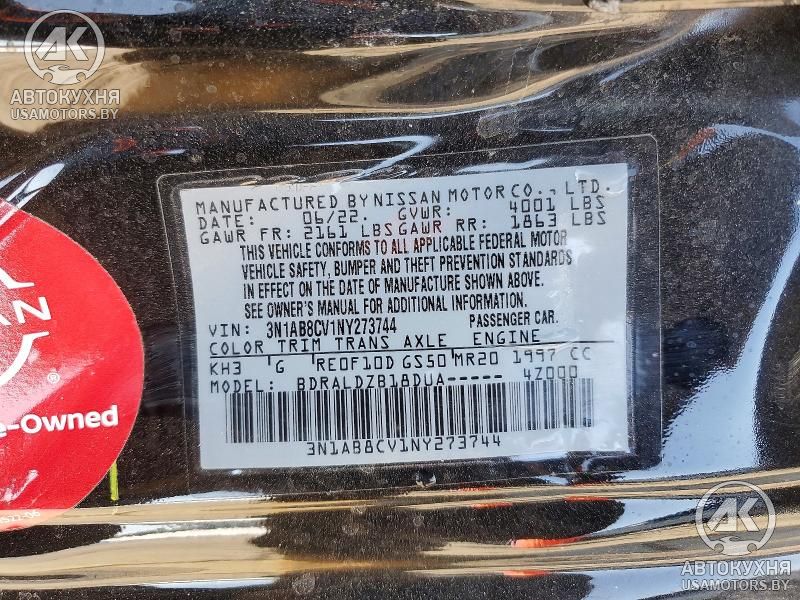 AK
АВТОКУХНЯ
USAMOTORS.BY
MANUFACTURED BY NISSAN MOTOR CO., LTD.
DATE: 06/22. GVWR: 4001 LBS
GAWR FR: 2161 LBS GAWR RR: 1863 LBS
THIS VEHICLE CONFORMS TO ALL APPLICABLE FEDERAL MOTOR
VEHICLE SAFETY, BUMPER AND THEFT PREVENTION STANDARDS
IN EFFECT ON THE DATE OF MANUFACTURE SHOWN ABOVE.
SEE OWNER'S MANUAL FOR ADDITIONAL INFORMATION.
VIN: 3N1AB8CV1NY273744 PASSENGER CAR.
COLOR TRIM TRANS AXLE ENGINE
KH3 G RE0F10D GS50 MR20 1997 CC
MODEL: BDRALDZB18DUA----- 4Z000
3N1AB8CV1NY273744
e-Owned
AK
АВТОКУХНЯ
USAMOTORS.BY